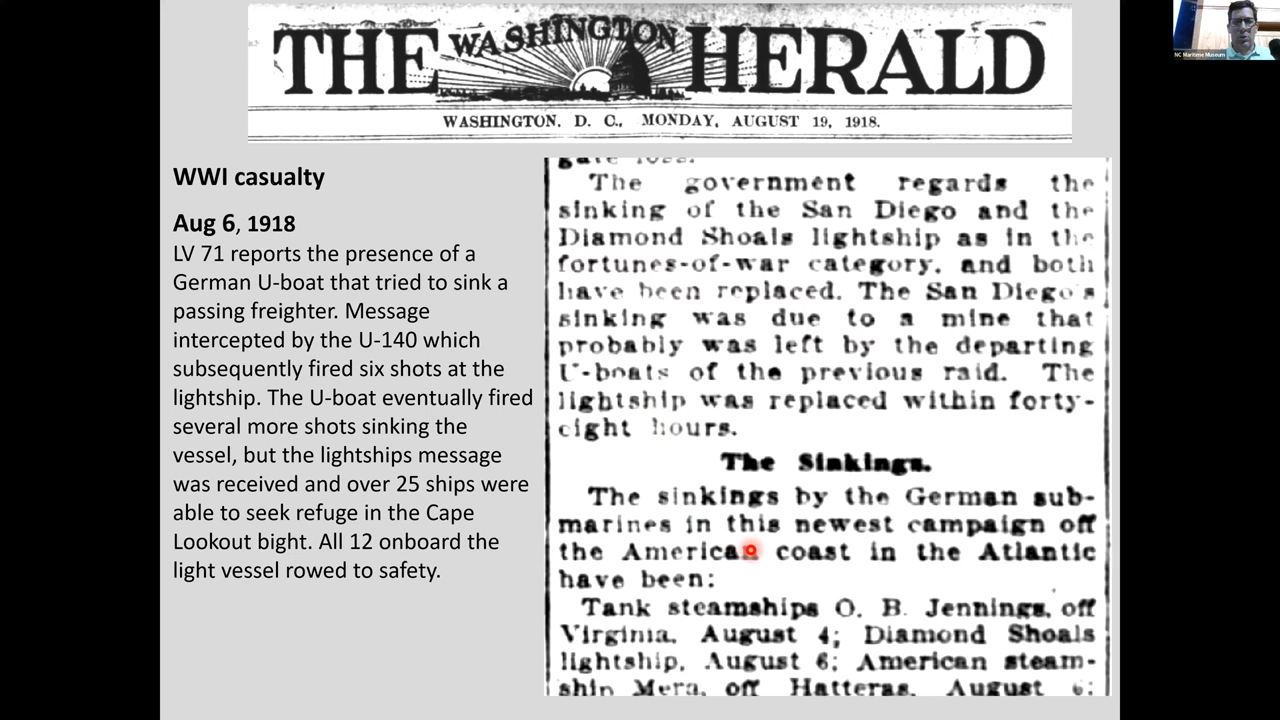 THE WASHINGTON HERALD
WASHINGTON, D. C., MONDAY, AUGUST 19, 1918.
NC Maritime Museum
WWI casualty
Aug 6, 1918
LV 71 reports the presence of a
German U-boat that tried to sink a
passing freighter. Message
intercepted by the U-140 which
subsequently fired six shots at the
lightship. The U-boat eventually fired
several more shots sinking the
vessel, but the lightships message
was received and over 25 ships were
able to seek refuge in the Cape
Lookout bight. All 12 onboard the
light vessel rowed to safety.
gave loss.
The government regards the
sinking of the San Diego and the
Diamond Shoals lightship as in the
fortunes-of-war category, and both
have been replaced. The San Diego's
sinking was due to a mine that
probably was left by the departing
U-boats of the previous raid. The
lightship was replaced within forty-
eight hours.
The Sinkings.
The sinkings by the German sub-
marines in this newest campaign off
the American coast in the Atlantic
have been:
Tank steamships O. B. Jennings, off
Virginia, August 4; Diamond Shoals
lightship, August 6; American steam-
ship Mera, off Hatteras, August 6;